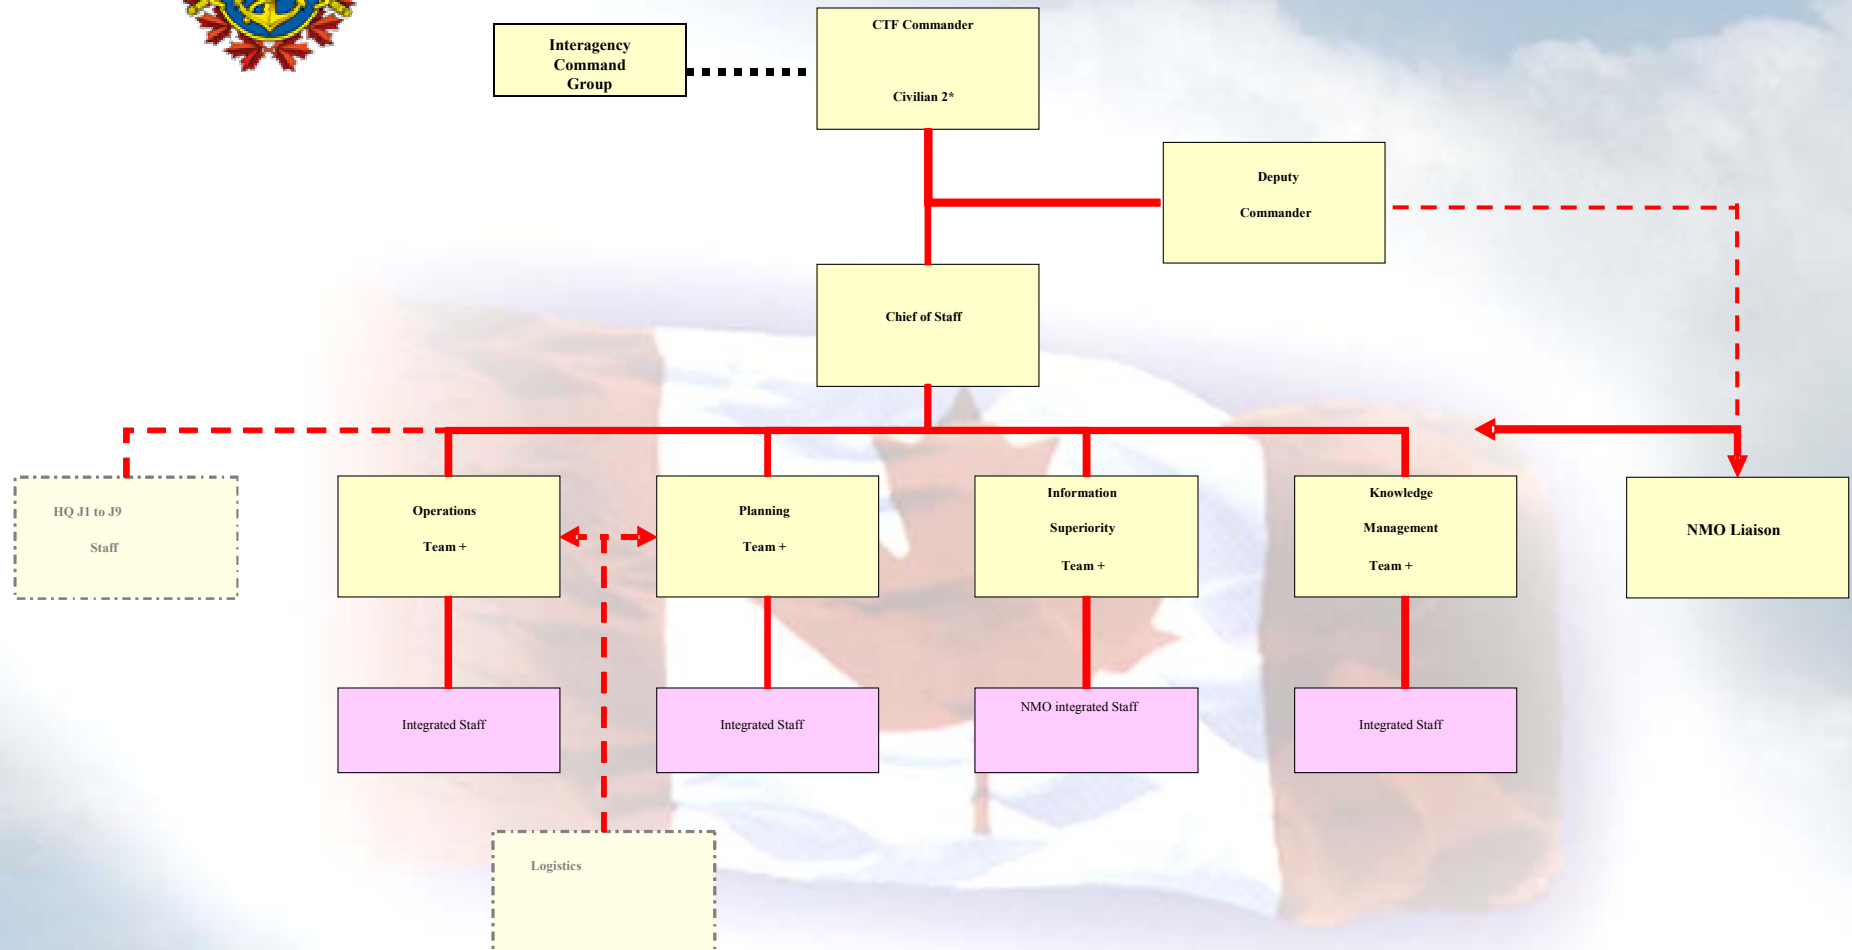 CTF Commander
Civilian 2*
Interagency
Command
Group
Deputy
Commander
Chief of Staff
HQ J1 to J9
Staff
Operations
Team +
Planning
Team +
Information
Superiority
Team +
Knowledge
Management
Team +
NMO Liaison
Integrated Staff
Integrated Staff
NMO integrated Staff
Integrated Staff
Logistics